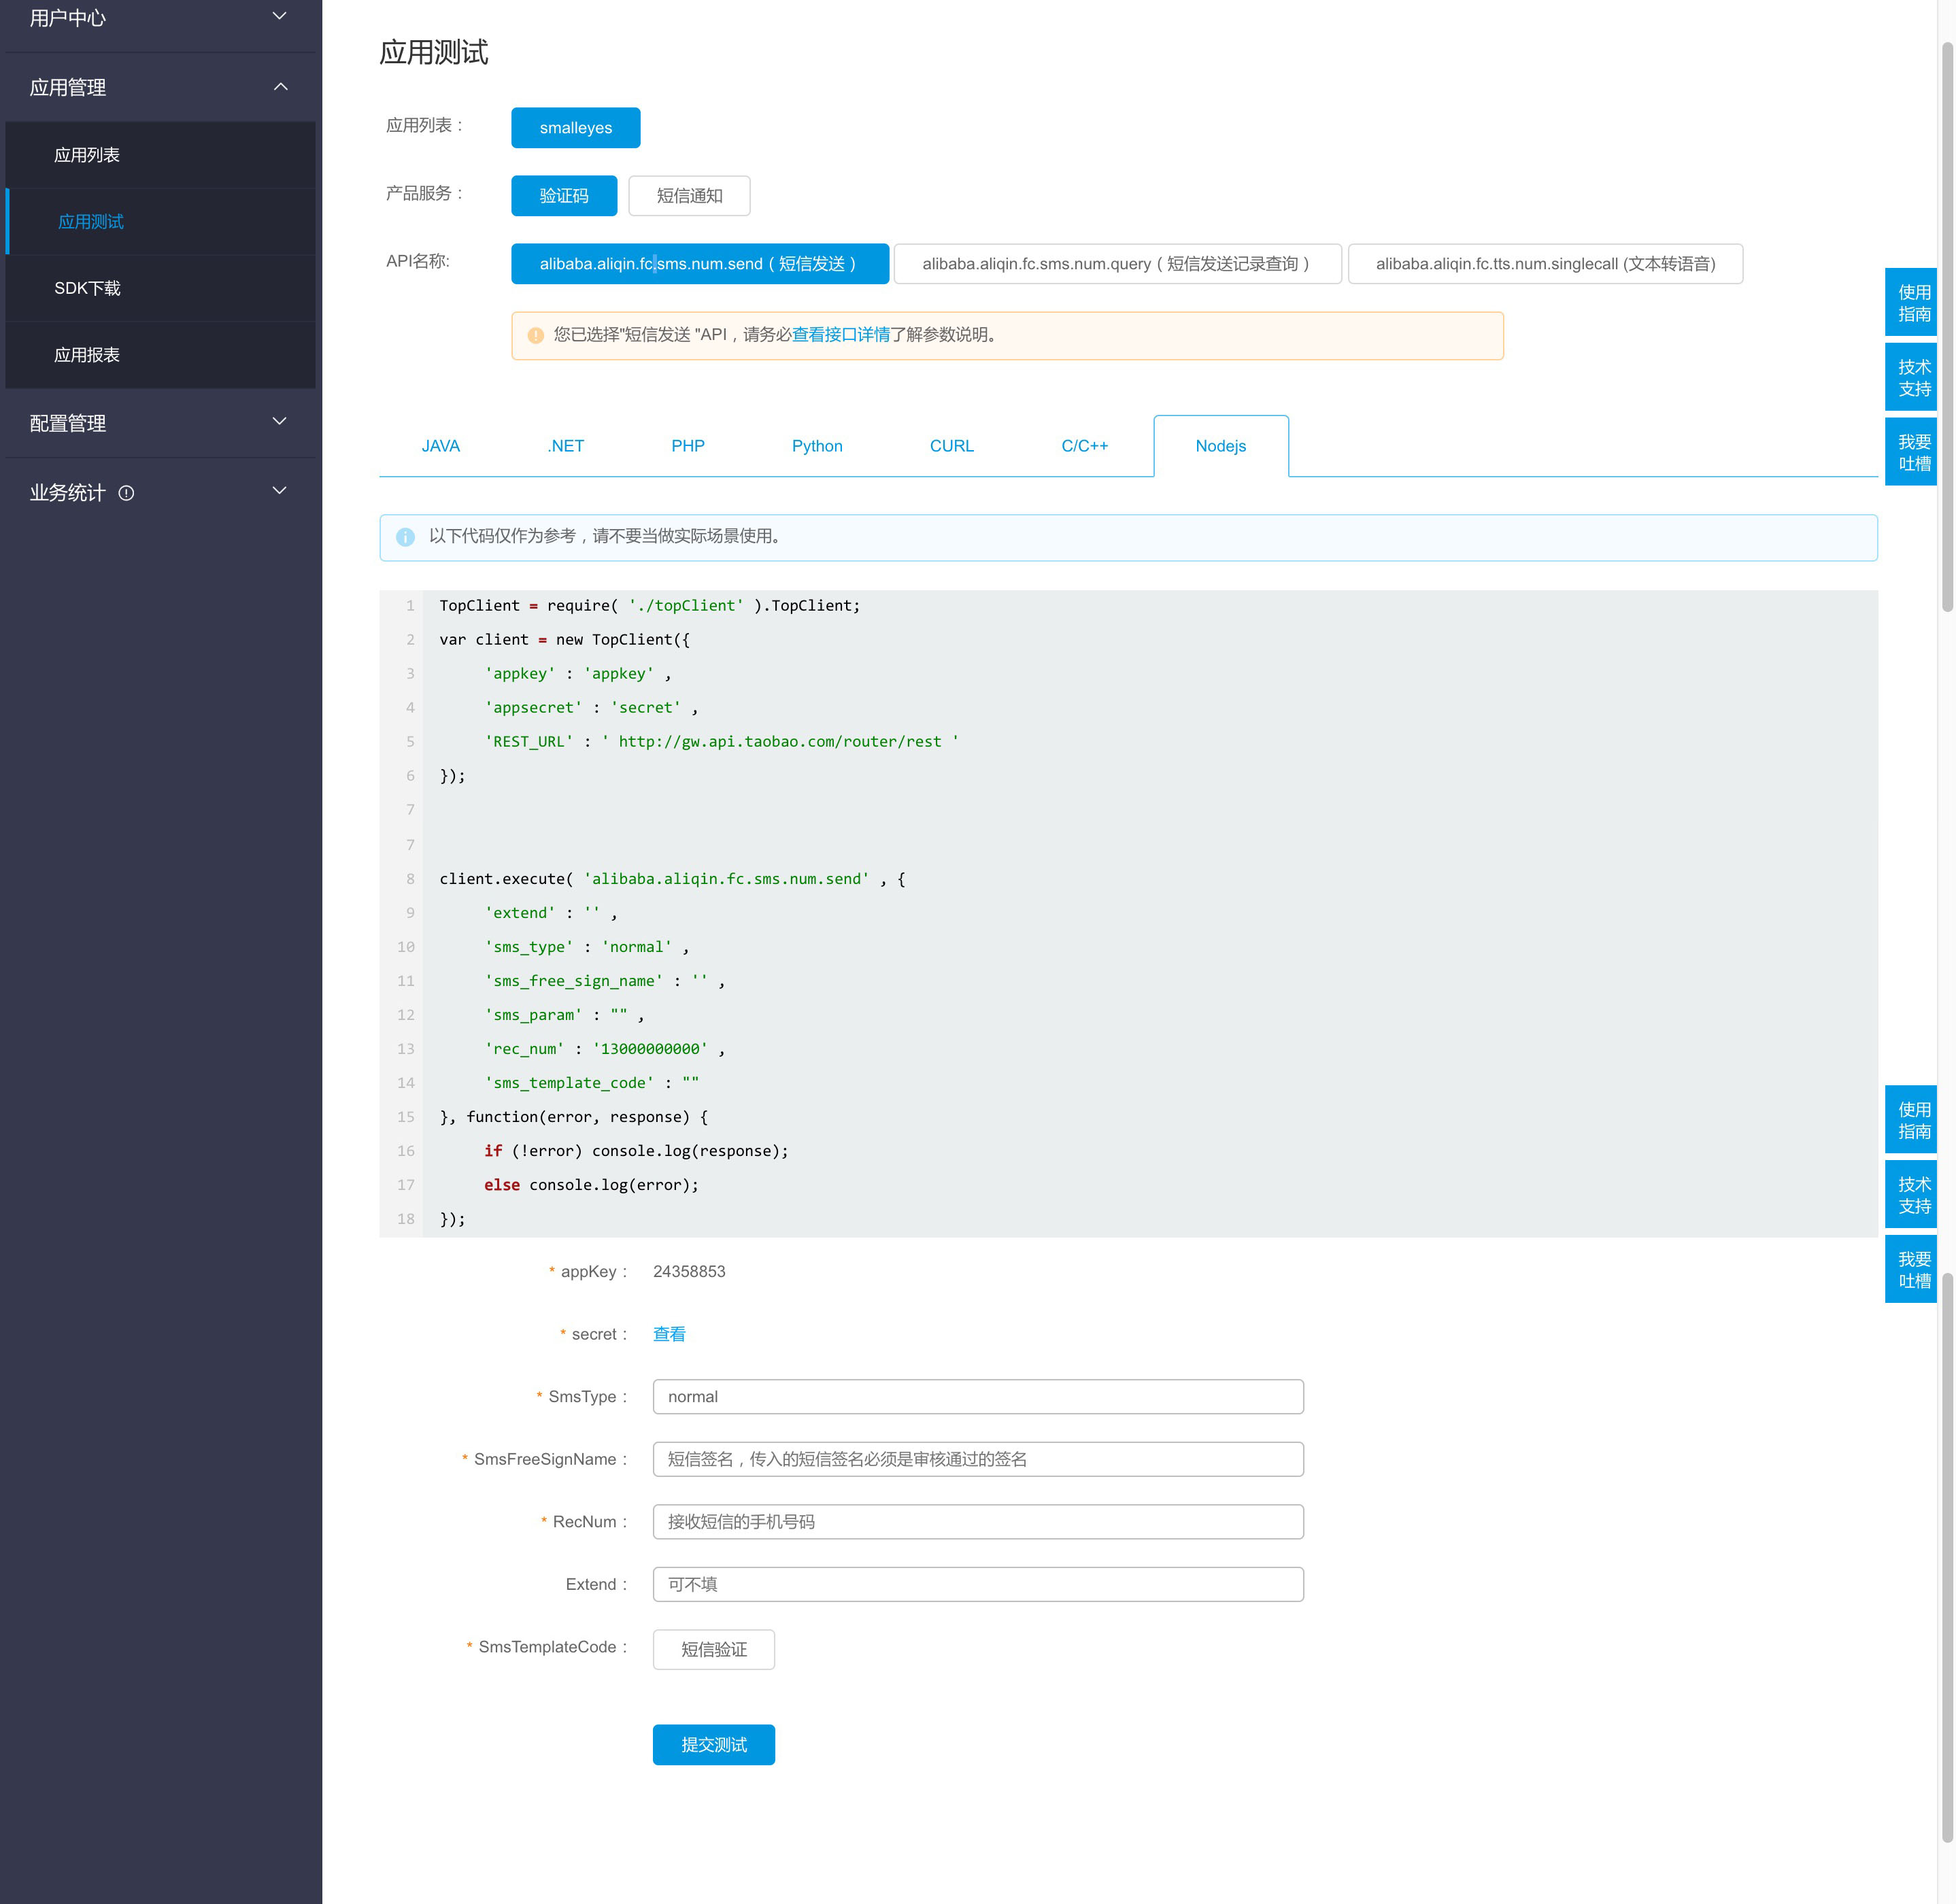 用户中心
应用管理
应用列表
应用测试
SDK下载
应用报表
配置管理
业务统计
应用测试
应用列表：
smalleyes
产品服务：
验证码
短信通知
API名称:
alibaba.aliqin.fc.sms.num.send（短信发送）
alibaba.aliqin.fc.sms.num.query（短信发送记录查询）
alibaba.aliqin.fc.tts.num.singlecall (文本转语音)
您已选择"短信发送 "API，请务必查看接口详情了解参数说明。
JAVA
.NET
PHP
Python
CURL
C/C++
Nodejs
以下代码仅作为参考，请不要当做实际场景使用。
1 TopClient = require( './topClient' ).TopClient;
2 var client = new TopClient({
3 'appkey' : 'appkey' ,
4 'appsecret' : 'secret' ,
5 'REST_URL' : ' http://gw.api.taobao.com/router/rest '
6 });
7
7
8 client.execute( 'alibaba.aliqin.fc.sms.num.send' , {
9 'extend' : '' ,
10 'sms_type' : 'normal' ,
11 'sms_free_sign_name' : '' ,
12 'sms_param' : "" ,
13 'rec_num' : '13000000000' ,
14 'sms_template_code' : ""
15 }, function(error, response) {
16 if (!error) console.log(response);
17 else console.log(error);
18 });
* appKey： 24358853
* secret： 查看
* SmsType： normal
* SmsFreeSignName： 短信签名，传入的短信签名必须是审核通过的签名
* RecNum： 接收短信的手机号码
Extend： 可不填
* SmsTemplateCode： 短信验证
提交测试
使用
指南
技术
支持
我要
吐槽
使用
指南
技术
支持
我要
吐槽